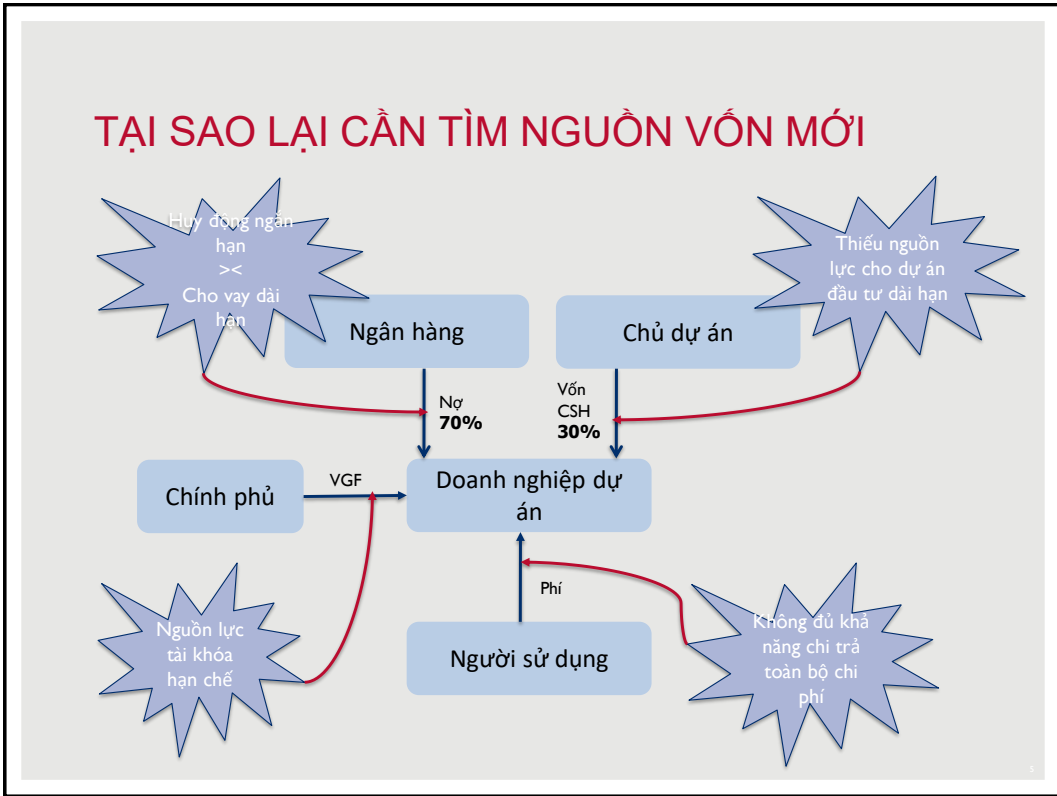 TẠI SAO LẠI CẦN TÌM NGUỒN VỐN MỚI
Huy động ngắn
hạn
><
Cho vay dài
hạn
Thiếu nguồn
lực cho dự án
đầu tư dài hạn
Ngân hàng
Chủ dự án
Nợ
70%
Vốn
CSH
30%
Chính phủ
VGF
Doanh nghiệp dự
án
Phí
Người sử dụng
Nguồn lực
tài khóa
hạn chế
Không đủ khả
năng chi trả
toàn bộ chi
phí
5